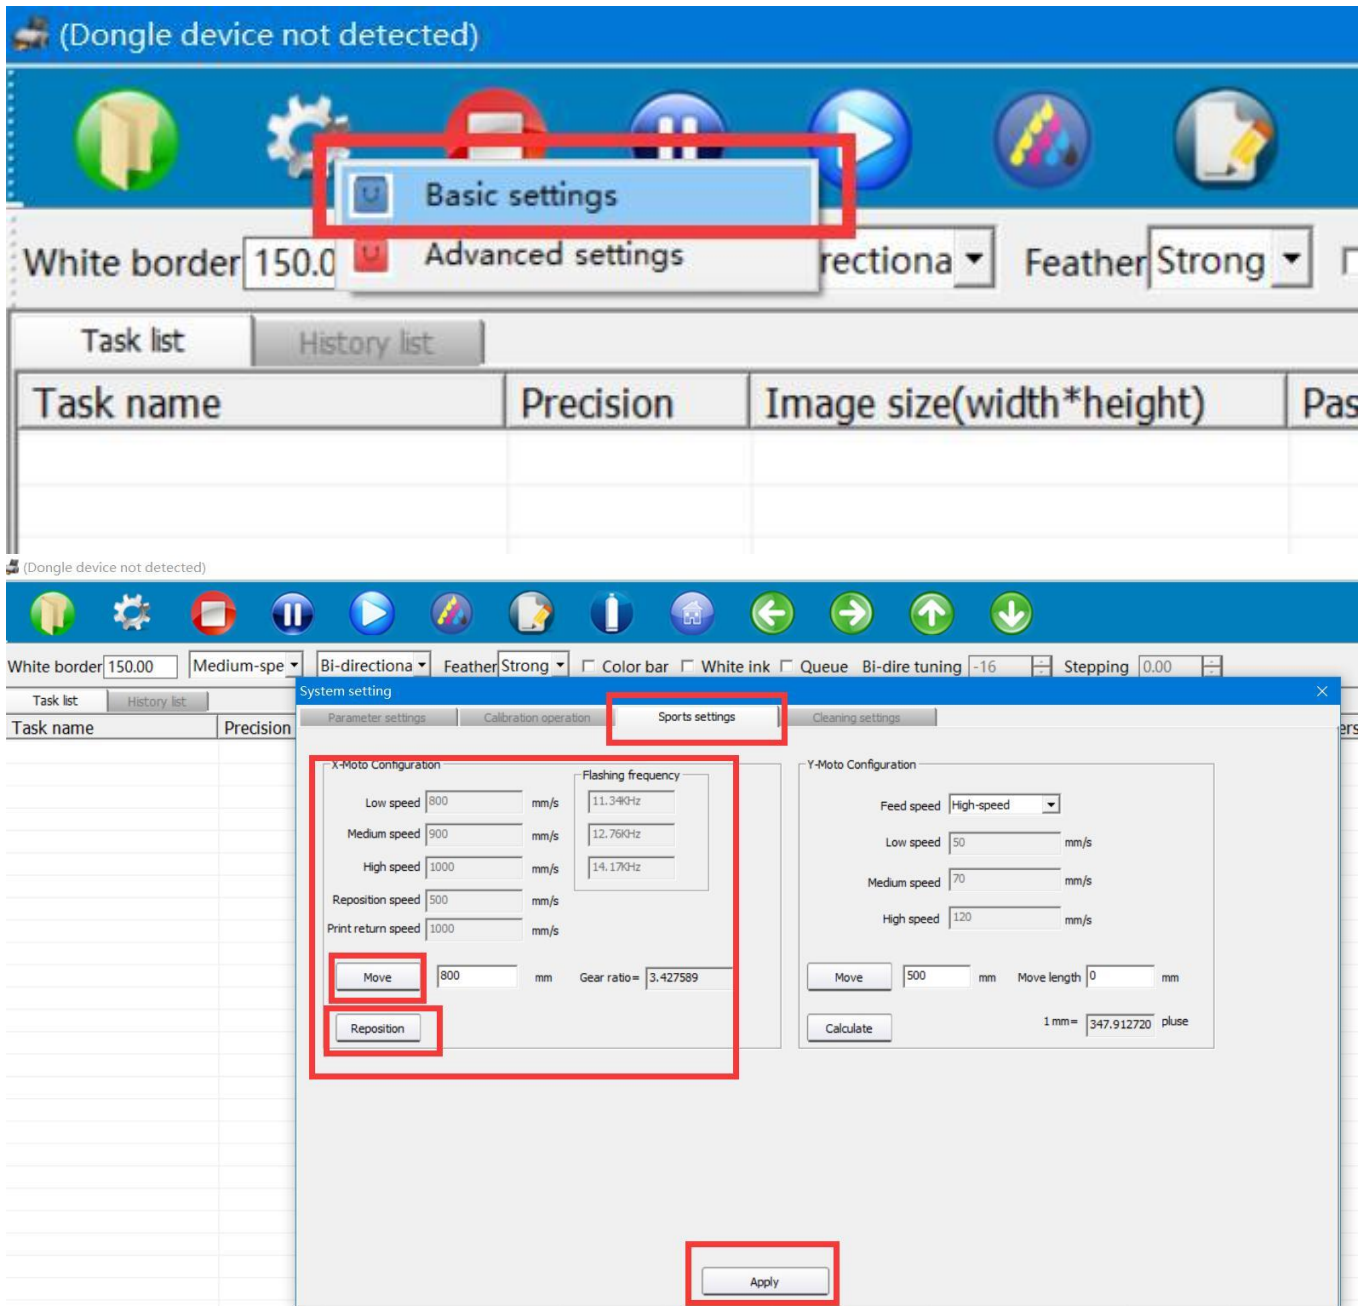 (Dongle device not detected)
Basic settings
Advanced settings
White border 150.0 rectiona Feather Strong
Task list History list
Task name Precision Image size(width*height) Pas
(Dongle device not detected)
White border 150.00 Medium-spe Bi-directiona Feather Strong Color bar White ink Queue Bi-dire tuning -16 Stepping 0.00
Task list History list
Task name Precision ers
System setting
Parameter settings Calibration operation Sports settings Cleaning settings
X-Moto Configuration
Flashing frequency
Low speed 800 mm/s 11.34KHz
Medium speed 900 mm/s 12.76KHz
High speed 1000 mm/s 14.17KHz
Reposition speed 500 mm/s
Print return speed 1000 mm/s
Move 800 mm Gear ratio= 3.427589
Reposition
Y-Moto Configuration
Feed speed High-speed
Low speed 50 mm/s
Medium speed 70 mm/s
High speed 120 mm/s
Move 500 mm Move length 0 mm
Calculate 1 mm= 347.912720 pluse
Apply